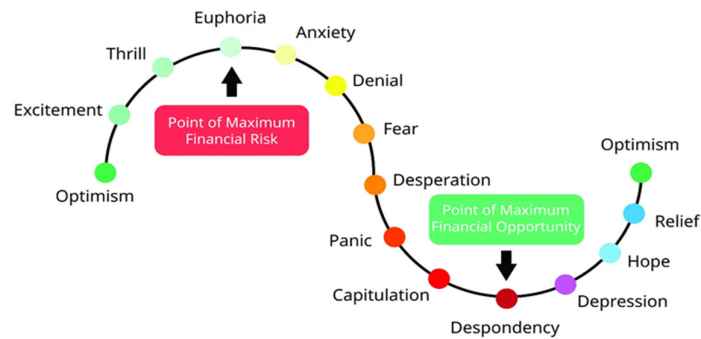 Euphoria
Anxiety
Thrill
Denial
Excitement
Point of Maximum
Financial Risk
Fear
Optimism
Optimism
Desperation
Point of Maximum
Financial Opportunity
Relief
Panic
Hope
Capitulation
Depression
Despondency